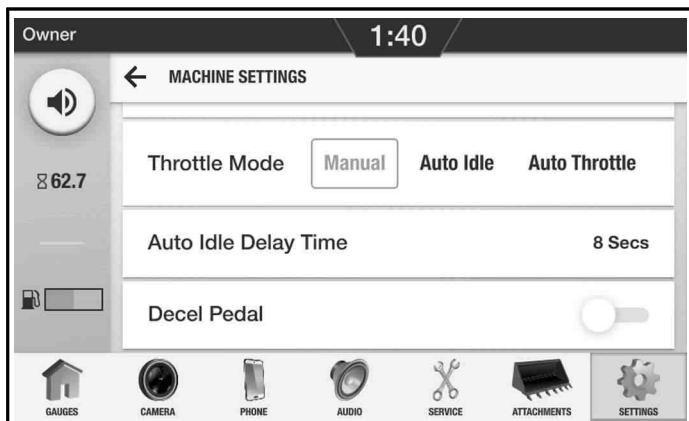 Owner
1:40
MACHINE SETTINGS
62.7
Throttle Mode Manual Auto Idle Auto Throttle
Auto Idle Delay Time 8 Secs
Decel Pedal
GAUGES CAMERA PHONE AUDIO SERVICE ATTACHMENTS SETTINGS